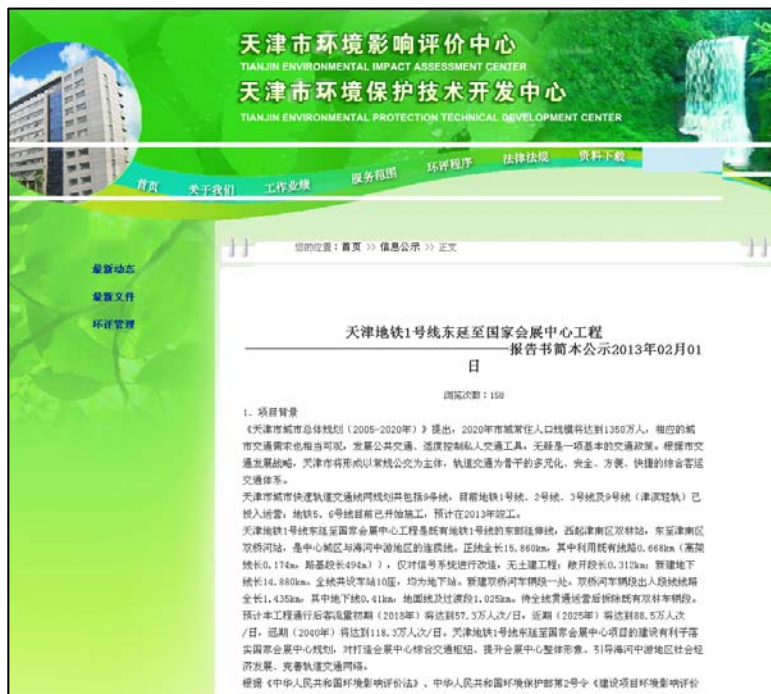 天津市环境影响评价中心
TIANJIN ENVIRONMENTAL IMPACT ASSESSMENT CENTER
天津市环境保护技术开发中心
TIANJIN ENVIRONMENTAL PROTECTION TECHNICAL DEVELOPMENT CENTER
首页 关于我们 工作业绩 服务范围 环评程序 法律法规 资料下载
您的位置：首页 >> 信息公示 >> 正文
最新动态
最新文件
环评管理
天津地铁1号线东延至国家会展中心工程
——————————————报告书简本公示2013年02月01
日
浏览次数：158
1、项目背景
《天津市城市总体规划（2005-2020年）》提出，2020年市域常住人口规模将达到1350万人，相应的城
市交通需求也相当可观，发展公共交通、适度控制私人交通工具，无疑是一项基本的交通政策。根据市交
通发展战略，天津市将形成以常规公交为主体，轨道交通为骨干的多元化、安全、方便、快捷的综合客运
交通体系。
天津市城市快速轨道交通线网规划共包括9条线，目前地铁1号线、2号线、3号线及9号线（津滨轻轨）已
投入运营，地铁5、6号线目前已开始施工，预计在2013年竣工。
天津地铁1号线东延至国家会展中心工程是既有地铁1号线的东部延伸线，西起津南区双林站，东至津南区
双桥河站，是中心城区与海河中游地区的连接线。正线全长15.860km，其中利用既有线路0.668km（高架
线长0.174m，路基段长494m）），仅对信号系统进行改造，无土建工程；敞开段长0.312km；新建地下
线长14.880km。全线共设车站10座，均为地下站。新建双桥河车辆段一处。双桥河车辆段出入段线线路
全长1.435km，其中地下线0.41km，地面线及过渡段1.025km。待全线贯通运营后拆除既有双林车辆段。
预计本工程通行后客流量初期（2018年）将达到57.3万人次/日，近期（2025年）将达到88.5万人次
/日，远期（2040年）将达到118.3万人次/日。天津地铁1号线东延至国家会展中心项目的建设有利于落
实国家会展中心规划，对打造会展中心综合交通枢纽、提升会展中心整体形象、引导海河中游地区社会经
济发展、完善轨道交通网络。
根据《中华人民共和国环境影响评价法》、中华人民共和国环境保护部第2号令《建设项目环境影响评价